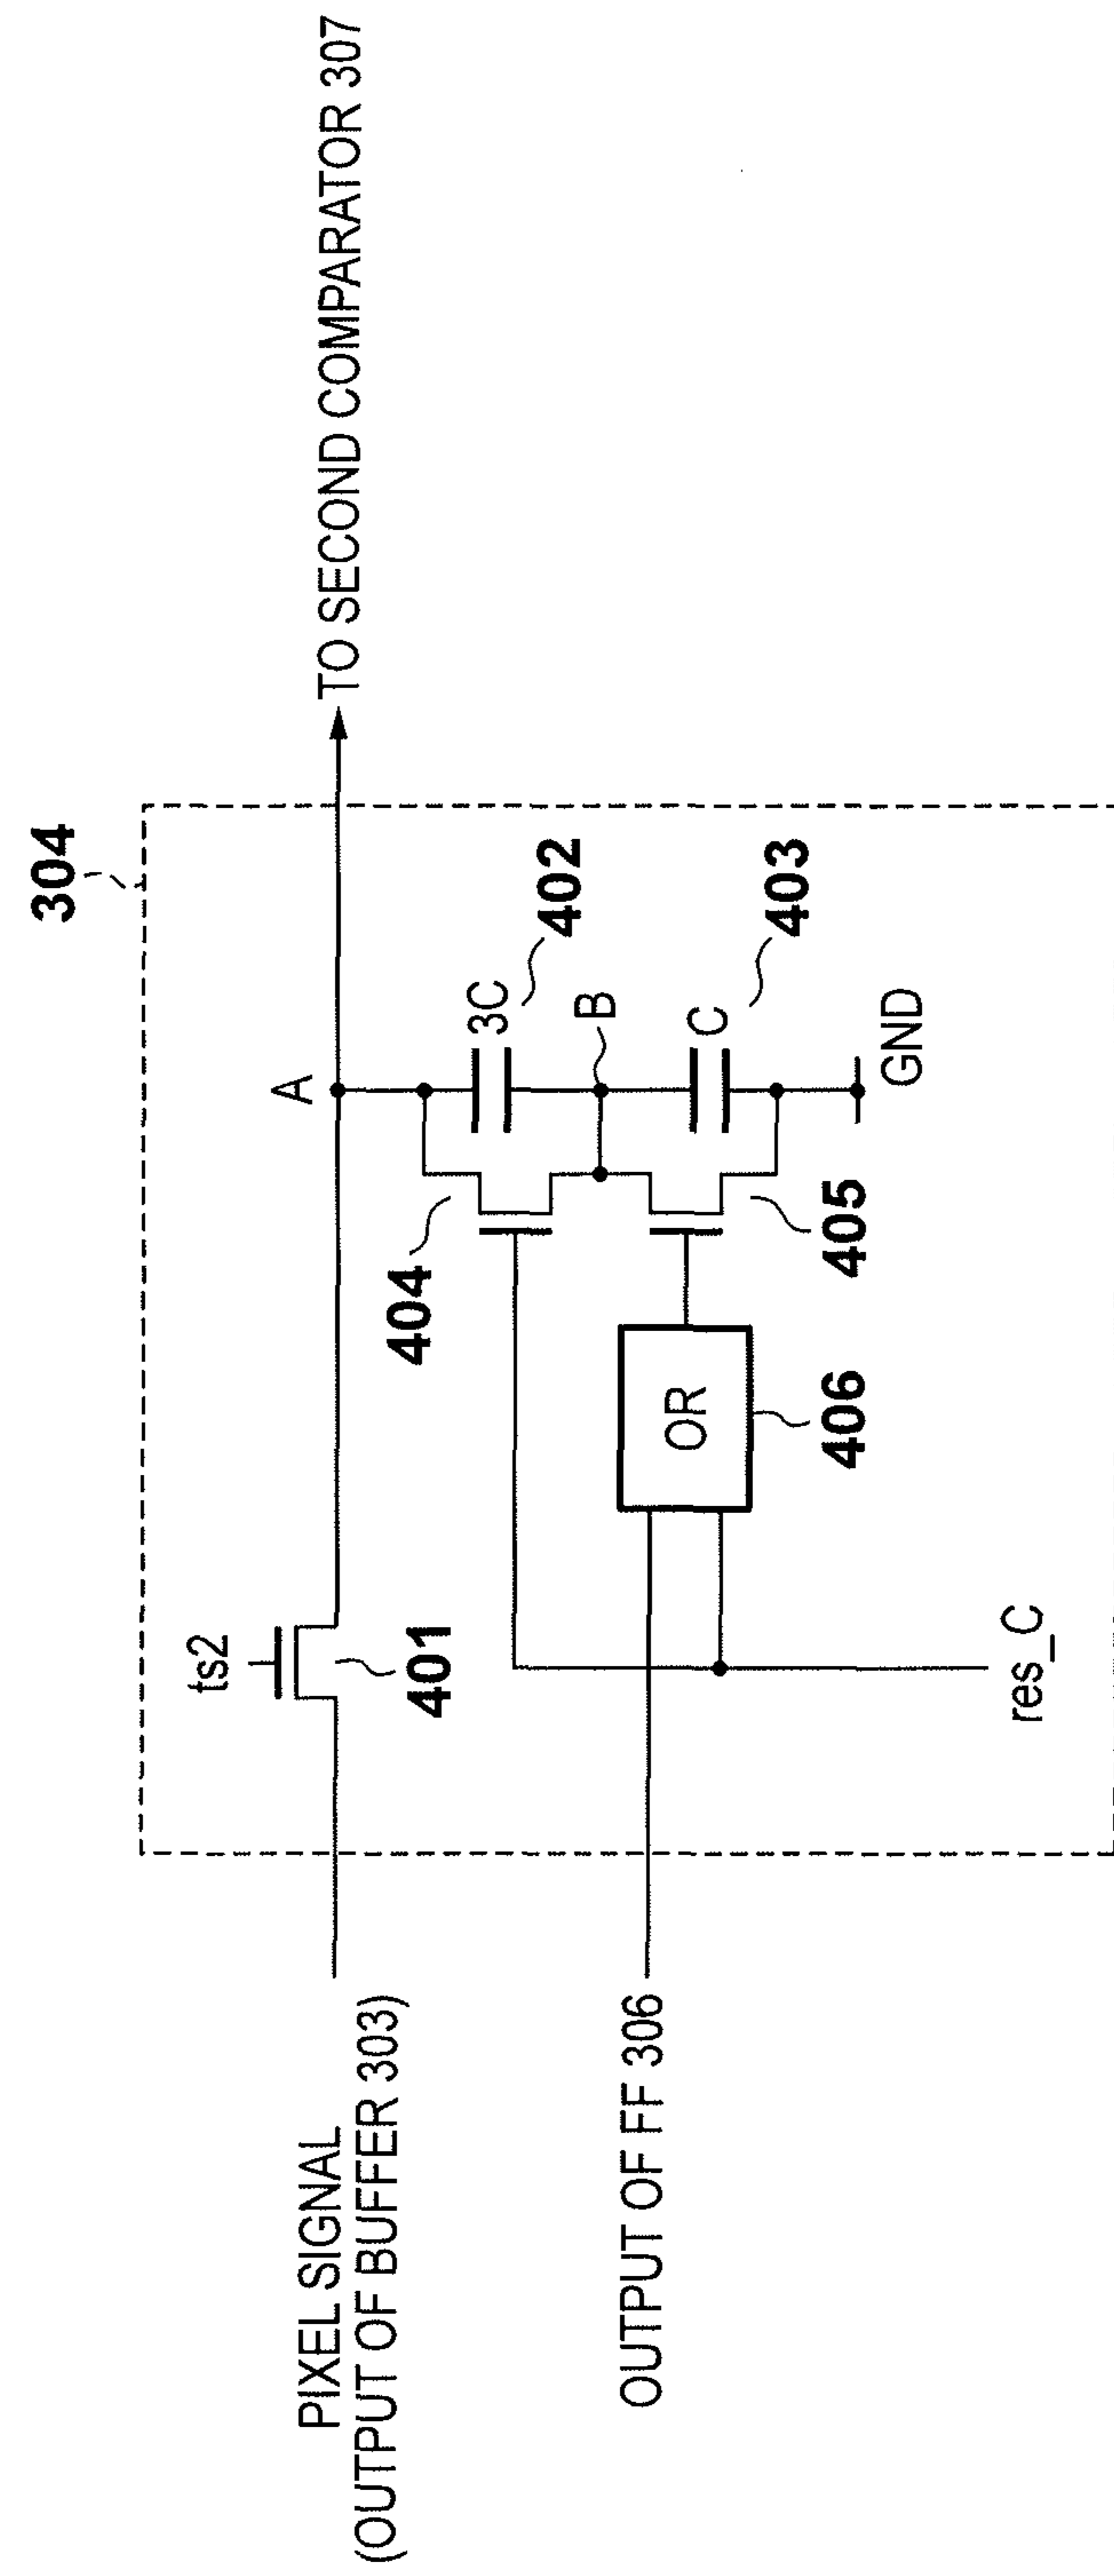 304
ts2
A
TO SECOND COMPARATOR 307
PIXEL SIGNAL
(OUTPUT OF BUFFER 303)
401
404
3C
402
B
OUTPUT OF FF 306
OR
C
403
406
405
GND
res_C